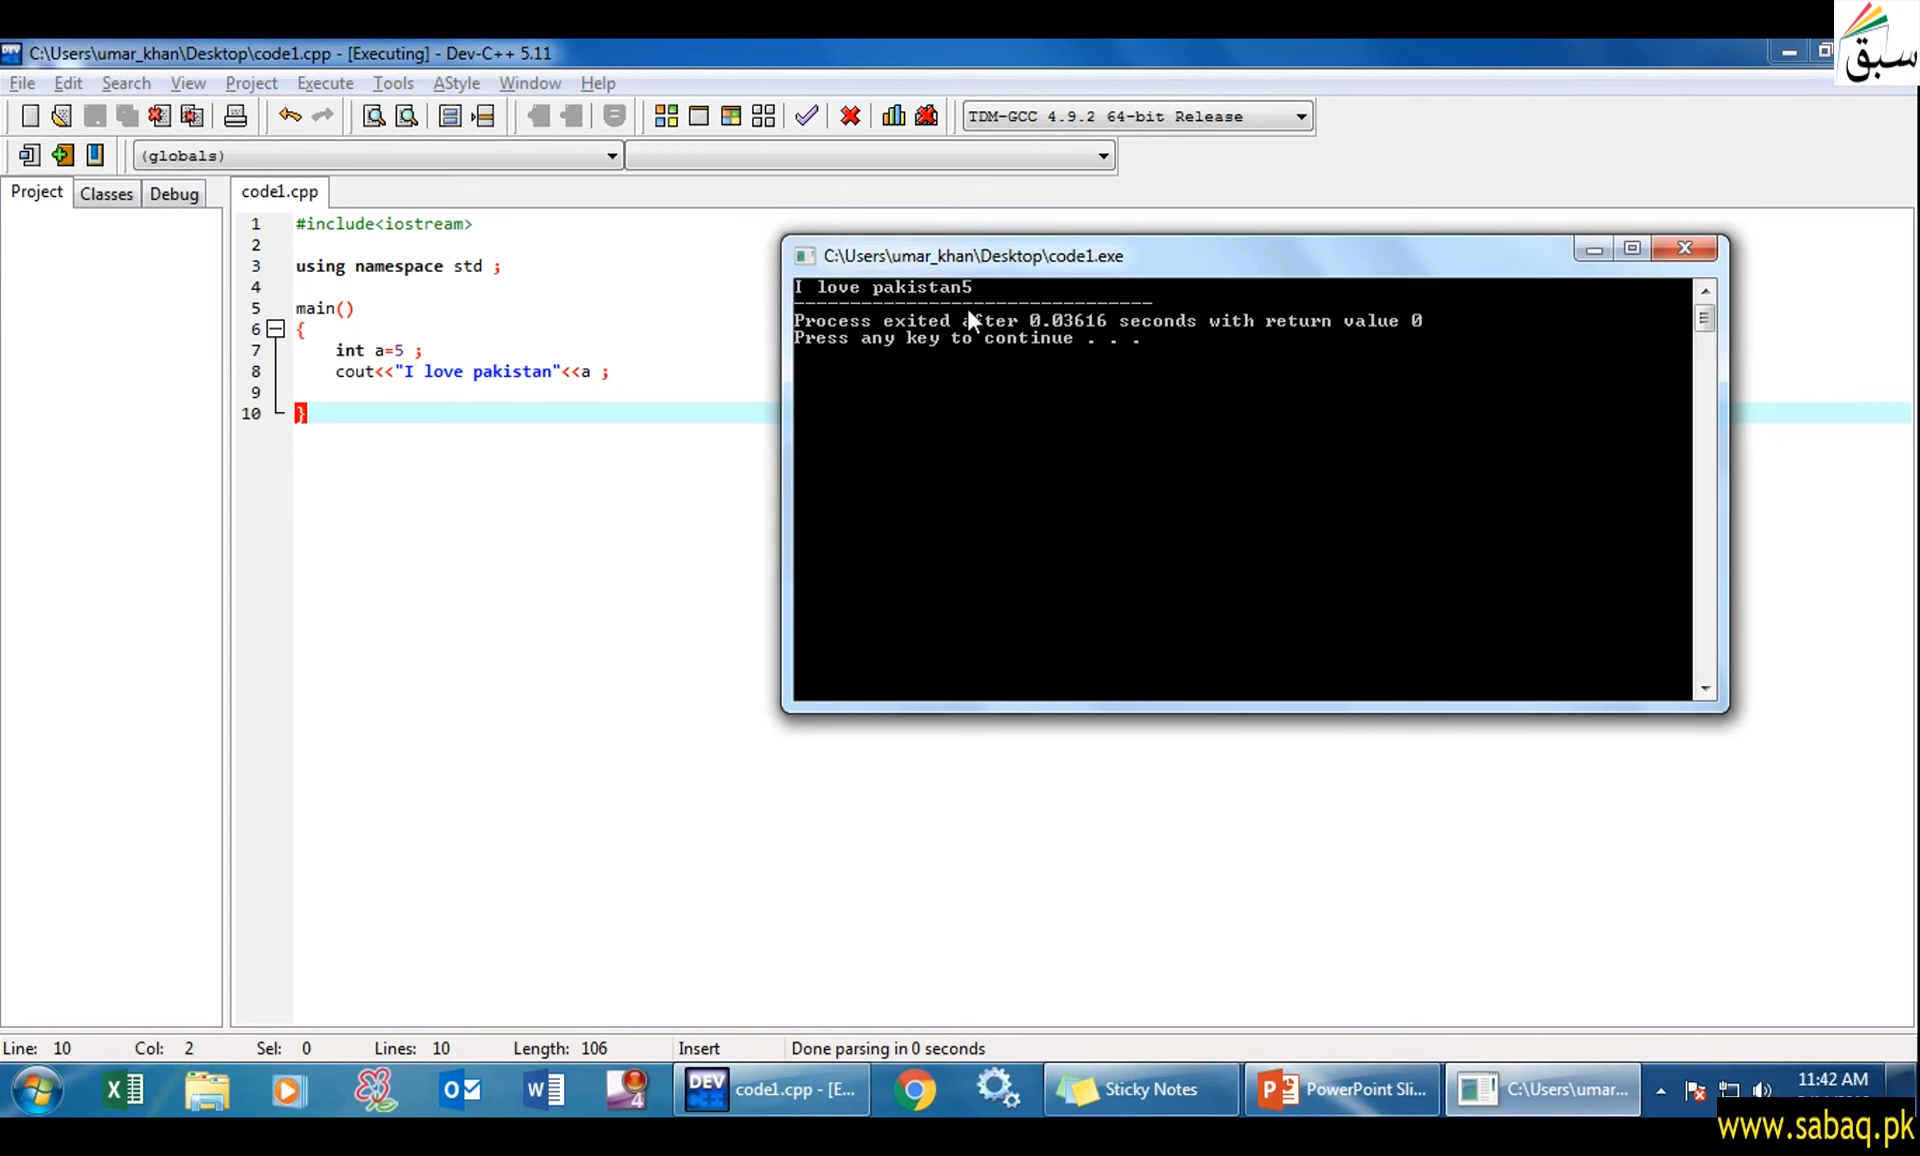 سبق
C:\Users\umar_khan\Desktop\code1.cpp - [Executing] - Dev-C++ 5.11
File Edit Search View Project Execute Tools AStyle Window Help
TDM-GCC 4.9.2 64-bit Release
(globals)
Project Classes Debug code1.cpp
1 #include<iostream>
2
3 using namespace std ;
4
5 main()
6 {
7 int a=5 ;
8 cout<<"I love pakistan"<<a ;
9
10 }
C:\Users\umar_khan\Desktop\code1.exe
I love pakistan5
--------------------------------
Process exited after 0.03616 seconds with return value 0
Press any key to continue . . .
Line: 10 Col: 2 Sel: 0 Lines: 10 Length: 106 Insert Done parsing in 0 seconds
DEV code1.cpp - [E... Sticky Notes PowerPoint Sli... C:\Users\umar... 11:42 AM
www.sabaq.pk